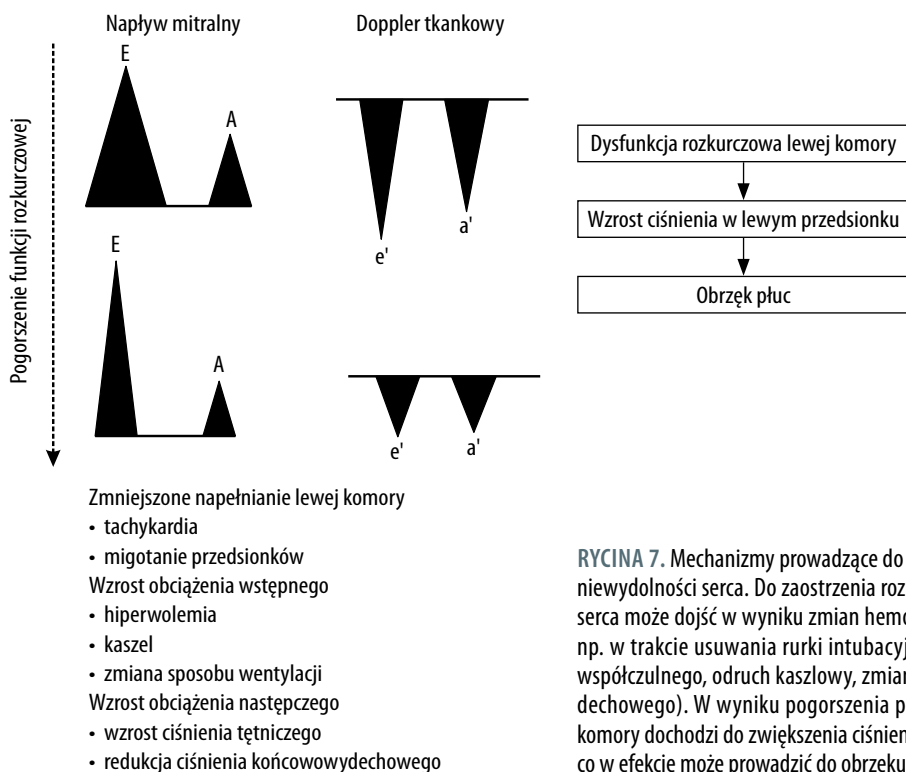 Napływ mitralny
Doppler tkankowy
E
A
e'
a'
E
A
e'
a'
Pogorszenie funkcji rozkurczowej
Dysfunkcja rozkurczowa lewej komory
Wzrost ciśnienia w lewym przedsionku
Obrzęk płuc
Zmniejszone napełnianie lewej komory
• tachykardia
• migotanie przedsionków
Wzrost obciążenia wstępnego
• hiperwolemia
• kaszel
• zmiana sposobu wentylacji
Wzrost obciążenia następczego
• wzrost ciśnienia tętniczego
• redukcja ciśnienia końcowowydechowego
RYCINA 7. Mechanizmy prowadzące do
niewydolności serca. Do zaostrzenia roz
serca może dojść w wyniku zmian hemo
np. w trakcie usuwania rurki intubacyj
współczulnego, odruch kaszlowy, zmian
dechowego). W wyniku pogorszenia p
komory dochodzi do zwiększenia ciśnien
co w efekcie może prowadzić do obrzęku